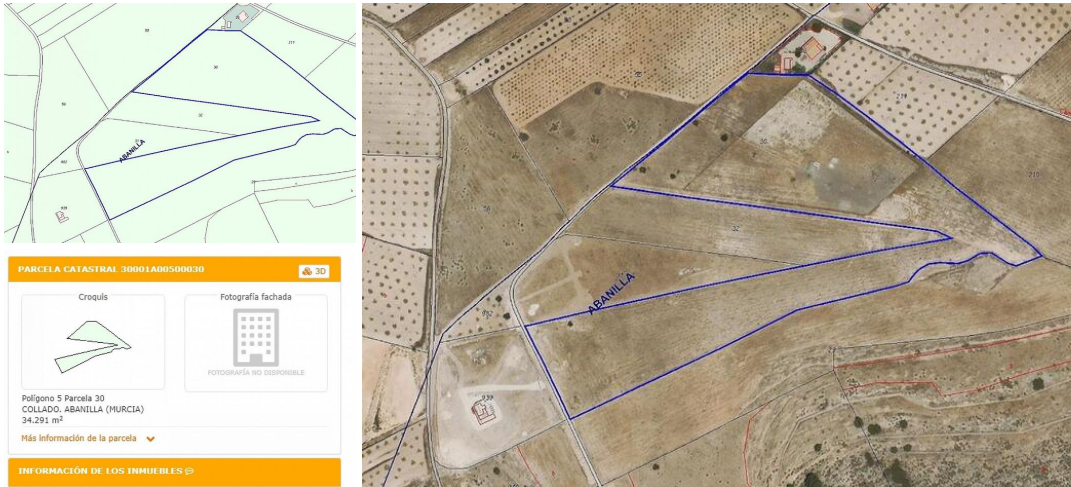 ABANILLA
PARCELA CATASTRAL 30001A00500030
3D
Croquis
Fotografía fachada
FOTOGRAFÍA NO DISPONIBLE
Polígono 5 Parcela 30
COLLADO. ABANILLA (MURCIA)
34.291 m²
Más información de la parcela
INFORMACIÓN DE LOS INMUEBLES
32
ABANILLA